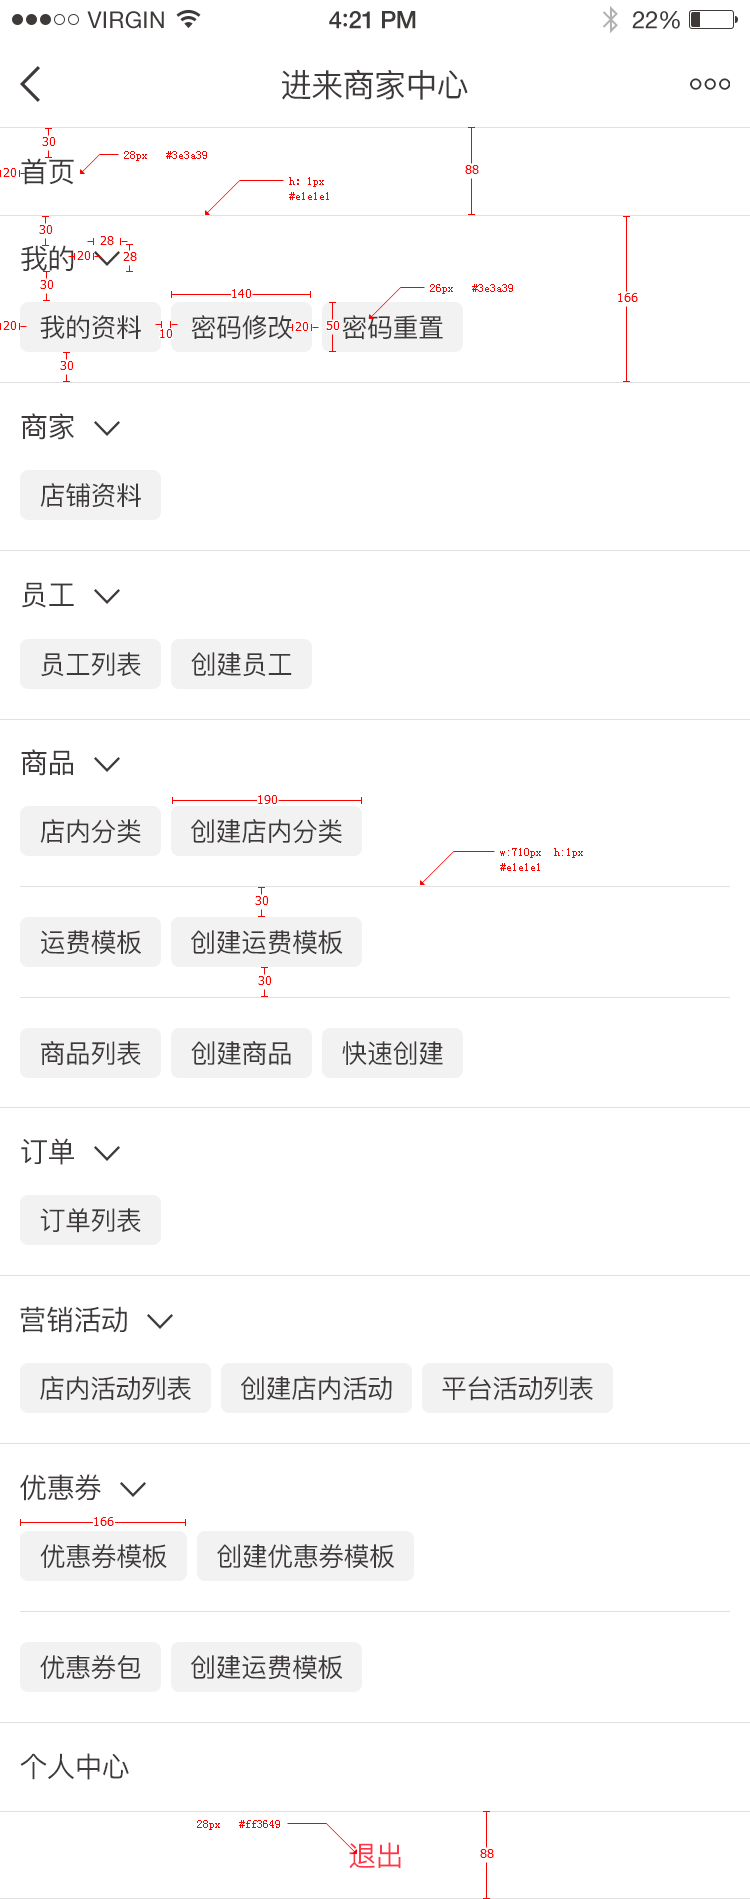 VIRGIN 4:21 PM 22%
进来商家中心
30
88
28px #3e3a39
20 首页
h: 1px
#e1e1e1
30
28
我的 20 28
30
166
140
26px #3e3a39
20 我的资料 10 密码修改 20 50 密码重置
30
商家
店铺资料
员工
员工列表 创建员工
商品
190
店内分类 创建店内分类
w:710px h:1px
#e1e1e1
30
运费模板 创建运费模板
30
商品列表 创建商品 快速创建
订单
订单列表
营销活动
店内活动列表 创建店内活动 平台活动列表
优惠券
166
优惠券模板 创建优惠券模板
优惠券包 创建运费模板
个人中心
28px #ff3649
退出 88